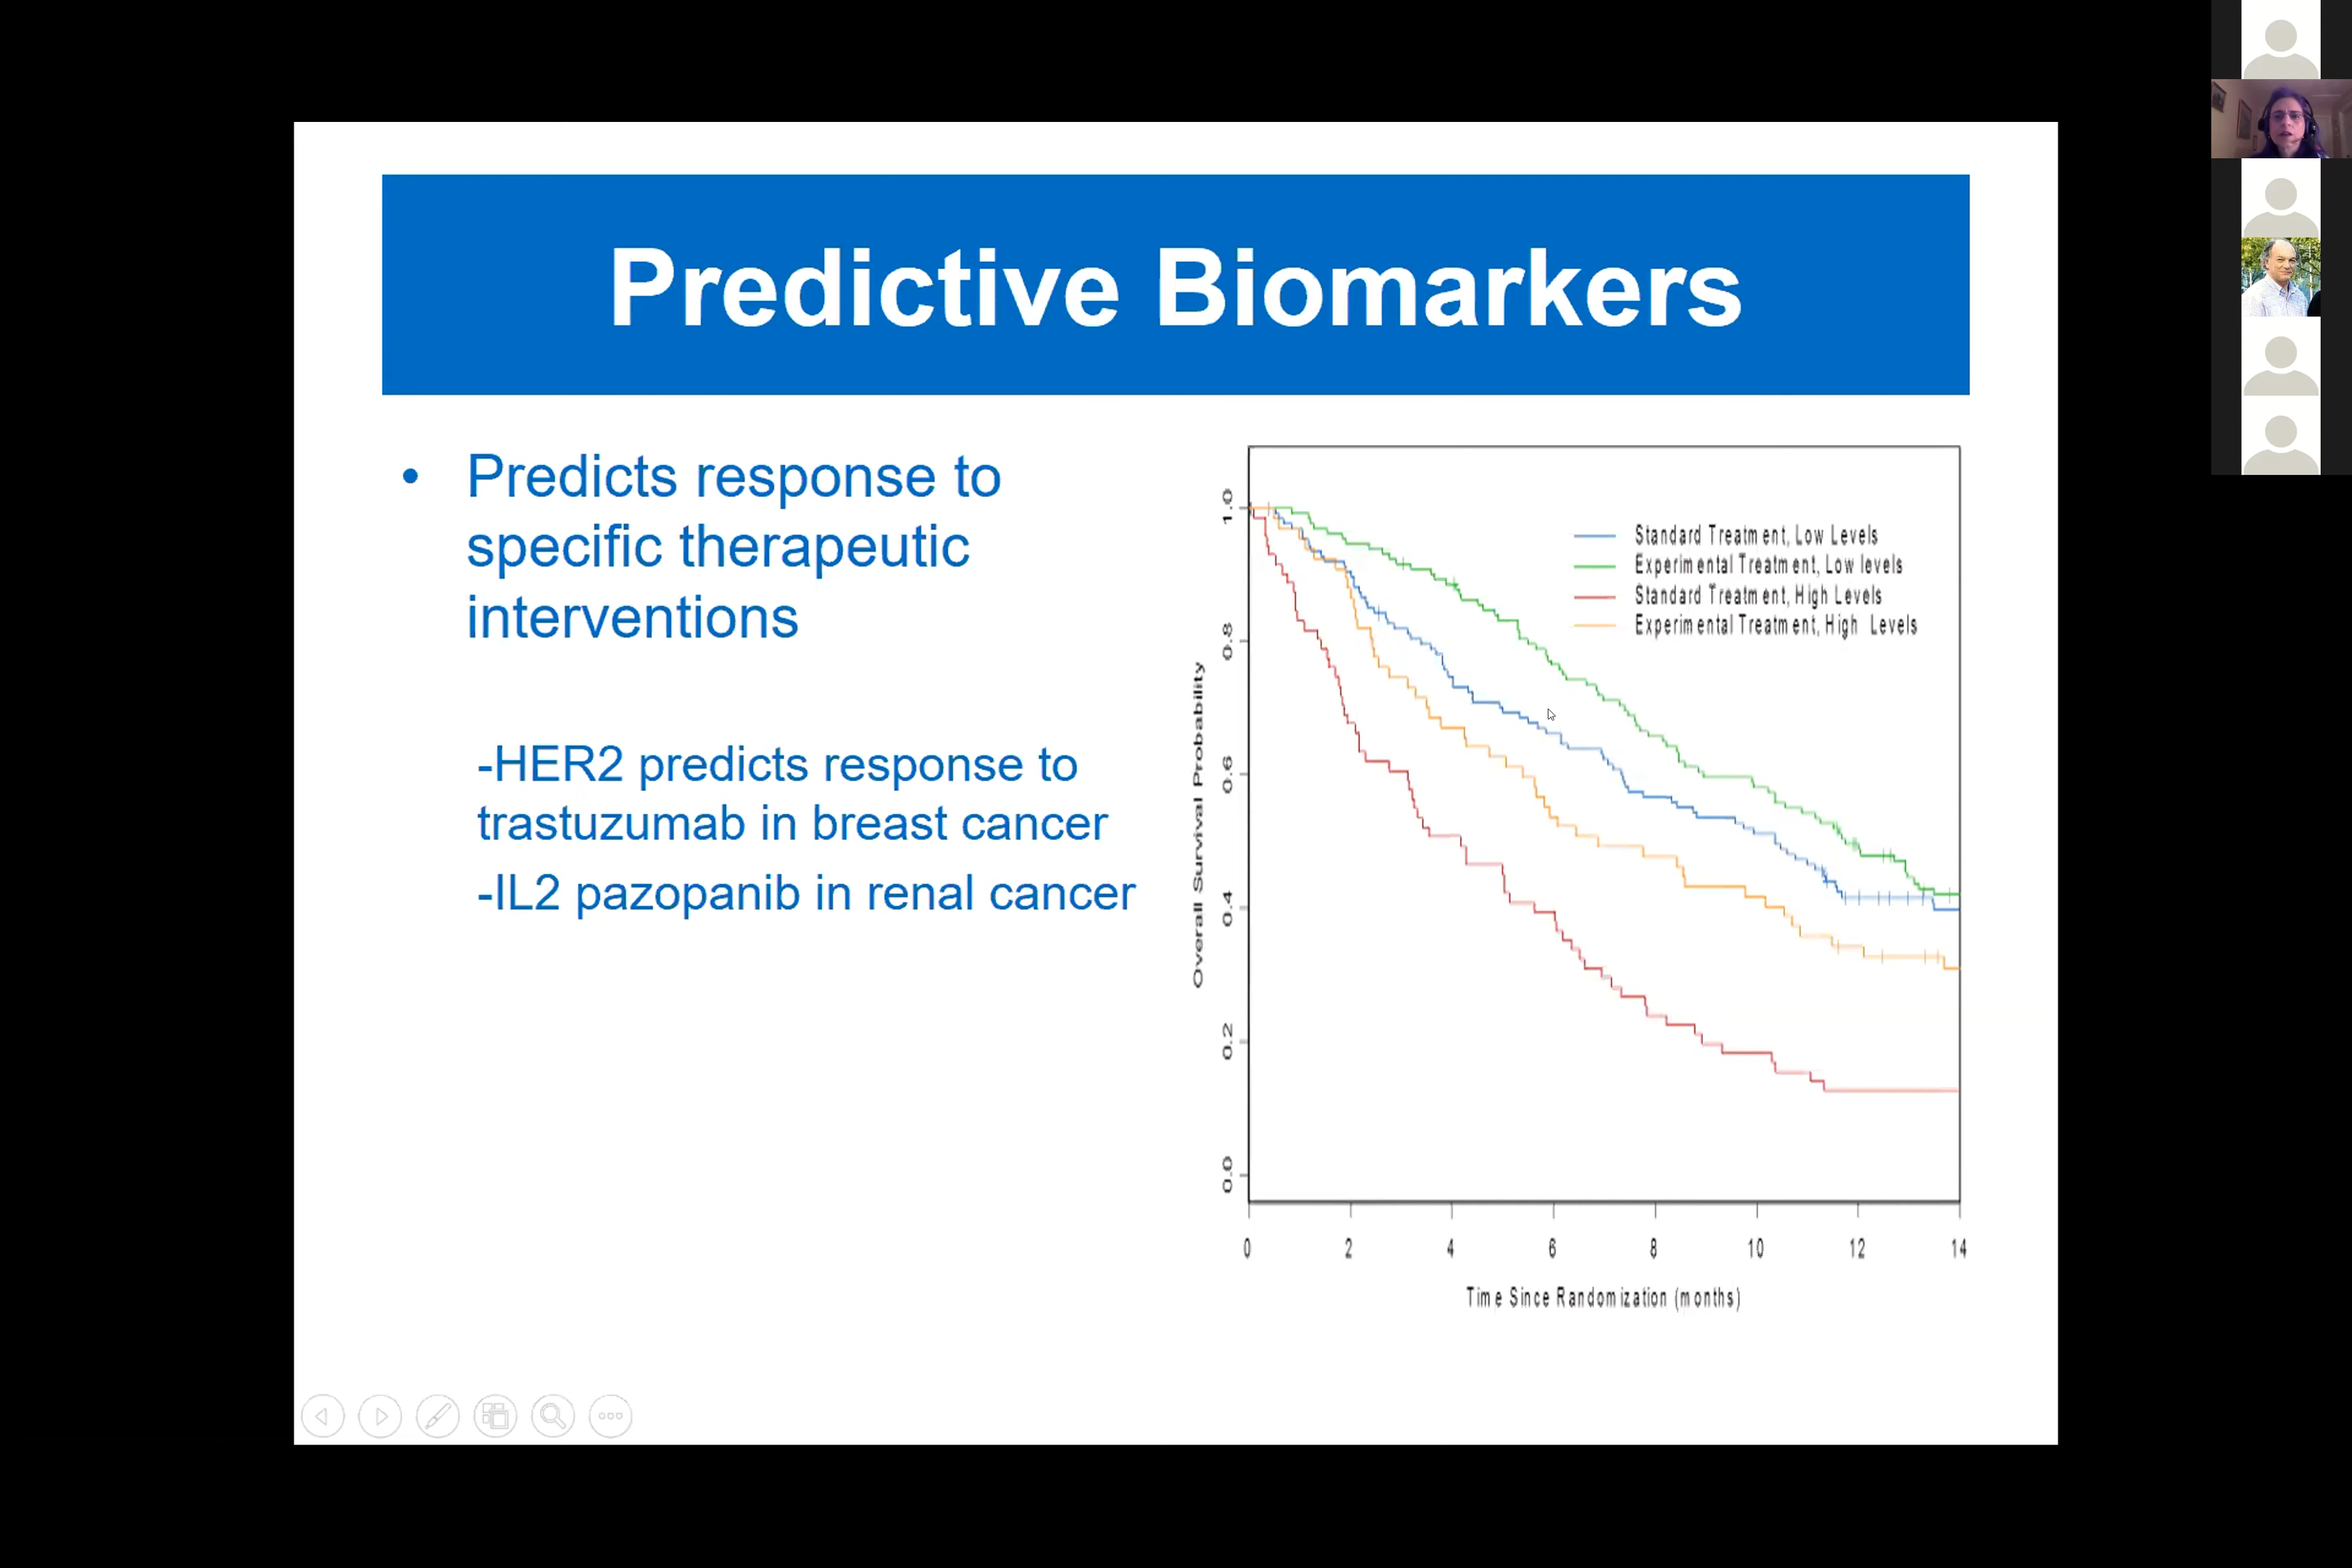 Predictive Biomarkers
• Predicts response to
specific therapeutic
interventions
-HER2 predicts response to
trastuzumab in breast cancer
-IL2 pazopanib in renal cancer
Overall Survival Probability
1.0
0.8
0.6
0.4
0.2
0.0
Standard Treatment, Low Levels
Experimental Treatment, Low levels
Standard Treatment, High Levels
Experimental Treatment, High Levels
0 2 4 6 8 10 12 14
Time Since Randomization (months)